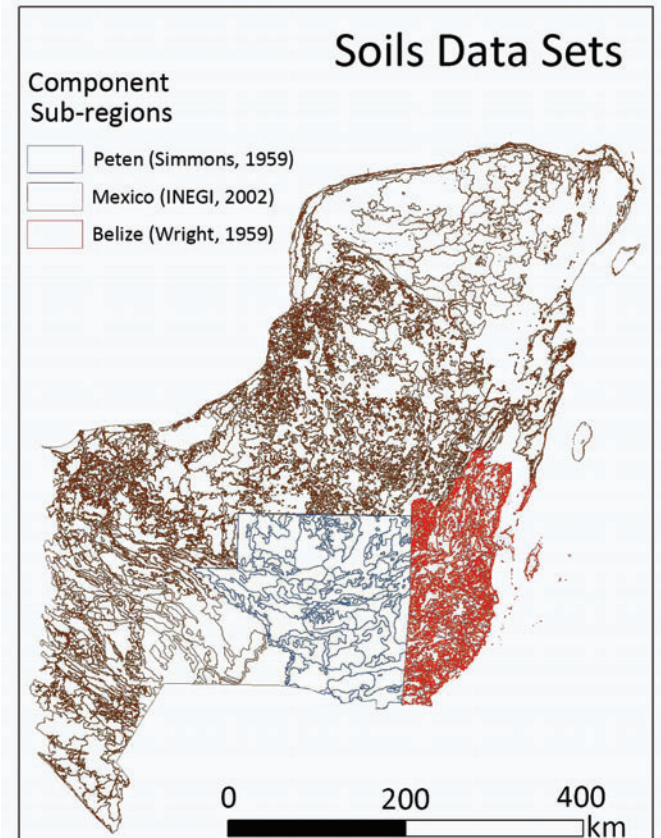 Soils Data Sets
Component
Sub-regions
Peten (Simmons, 1959)
Mexico (INEGI, 2002)
Belize (Wright, 1959)
0 200 400
km